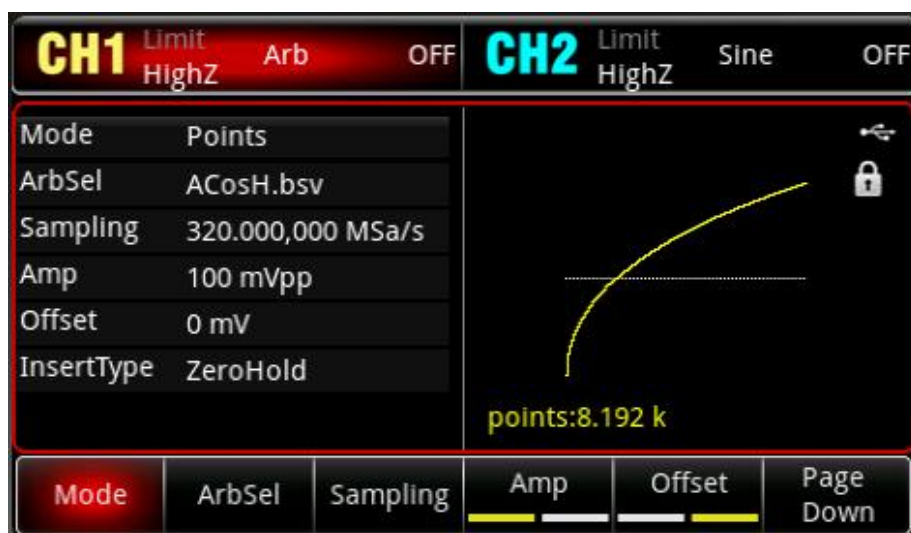 CH1 Limit HighZ Arb OFF CH2 Limit HighZ Sine OFF
Mode Points
ArbSel ACosH.bsv
Sampling 320.000,000 MSa/s
Amp 100 mVpp
Offset 0 mV
InsertType ZeroHold
points:8.192 k
Mode ArbSel Sampling Amp Offset Page Down